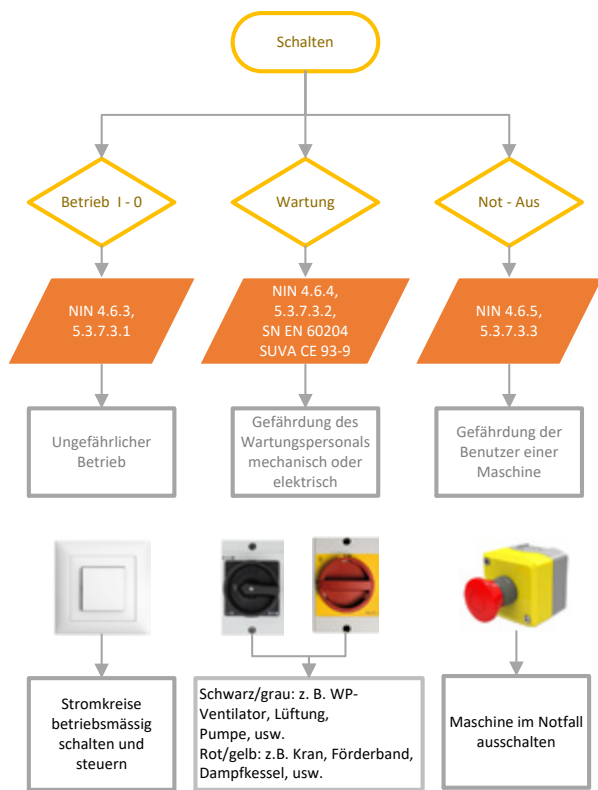 Schalten
Betrieb I - 0
Wartung
Not - Aus
NIN 4.6.3,
5.3.7.3.1
NIN 4.6.4,
5.3.7.3.2,
SN EN 60204
SUVA CE 93-9
NIN 4.6.5,
5.3.7.3.3
Ungefährlicher
Betrieb
Gefährdung des
Wartungspersonals
mechanisch oder
elektrisch
Gefährdung der
Benutzer einer
Maschine
Stromkreise
betriebsmässig
schalten und
steuern
Schwarz/grau: z. B. WP-
Ventilator, Lüftung,
Pumpe, usw.
Rot/gelb: z.B. Kran, Förderband,
Dampfkessel, usw.
Maschine im Notfall
ausschalten